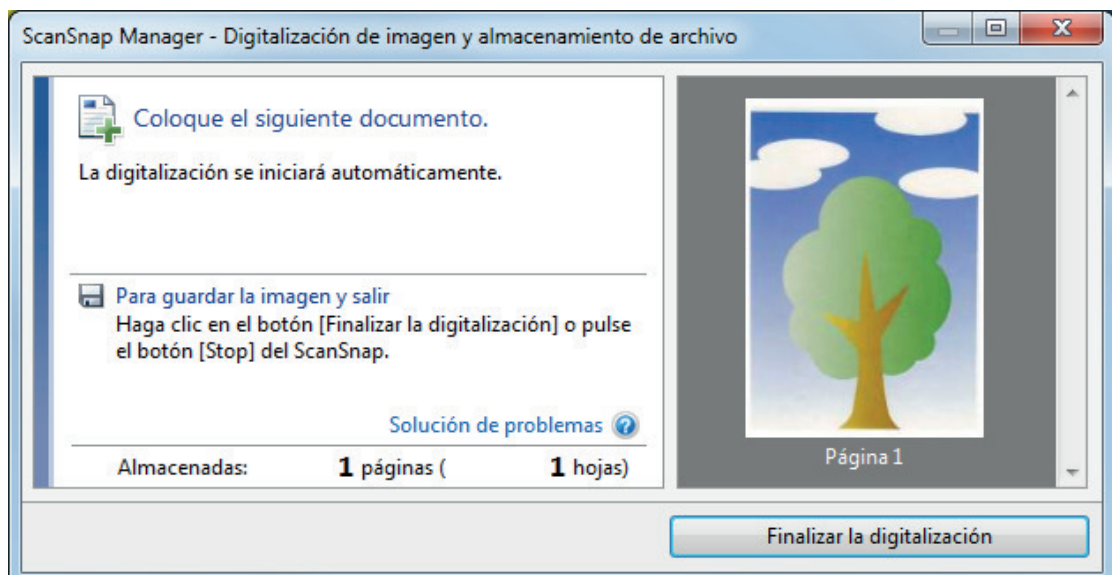 ScanSnap Manager - Digitalización de imagen y almacenamiento de archivo
Coloque el siguiente documento.
La digitalización se iniciará automáticamente.
Para guardar la imagen y salir
Haga clic en el botón [Finalizar la digitalización] o pulse
el botón [Stop] del ScanSnap.
Solución de problemas
Almacenadas: 1 páginas ( 1 hojas)
Página 1
Finalizar la digitalización